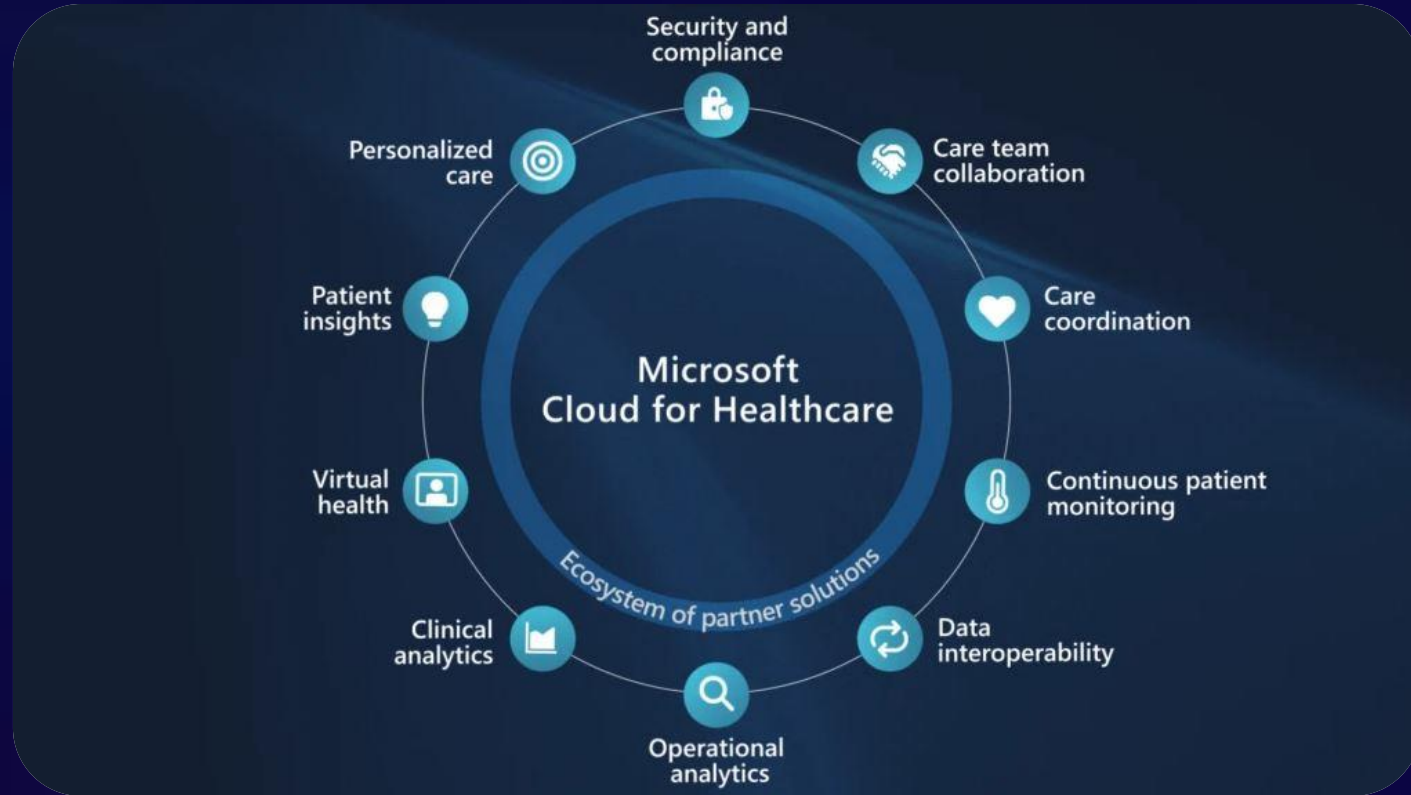 Security and
compliance
Personalized
care
Care team
collaboration
Patient
insights
Care
coordination
Microsoft
Cloud for Healthcare
Virtual
health
Continuous patient
monitoring
Ecosystem of partner solutions
Clinical
analytics
Data
interoperability
Operational
analytics